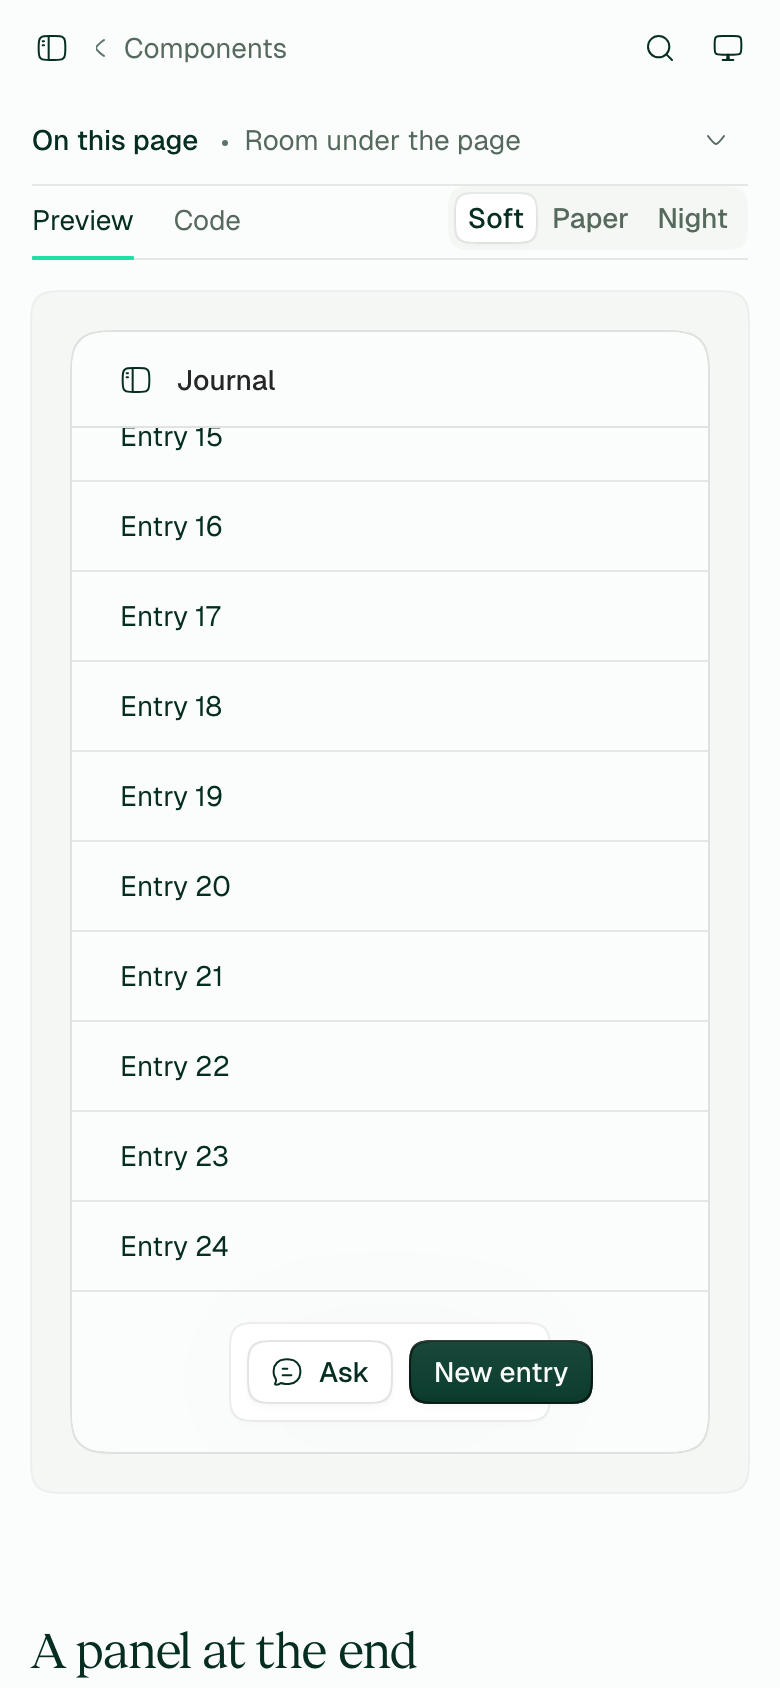 Components
On this page • Room under the page
Preview Code Soft Paper Night
Journal
Entry 15
Entry 16
Entry 17
Entry 18
Entry 19
Entry 20
Entry 21
Entry 22
Entry 23
Entry 24
Ask New entry
A panel at the end